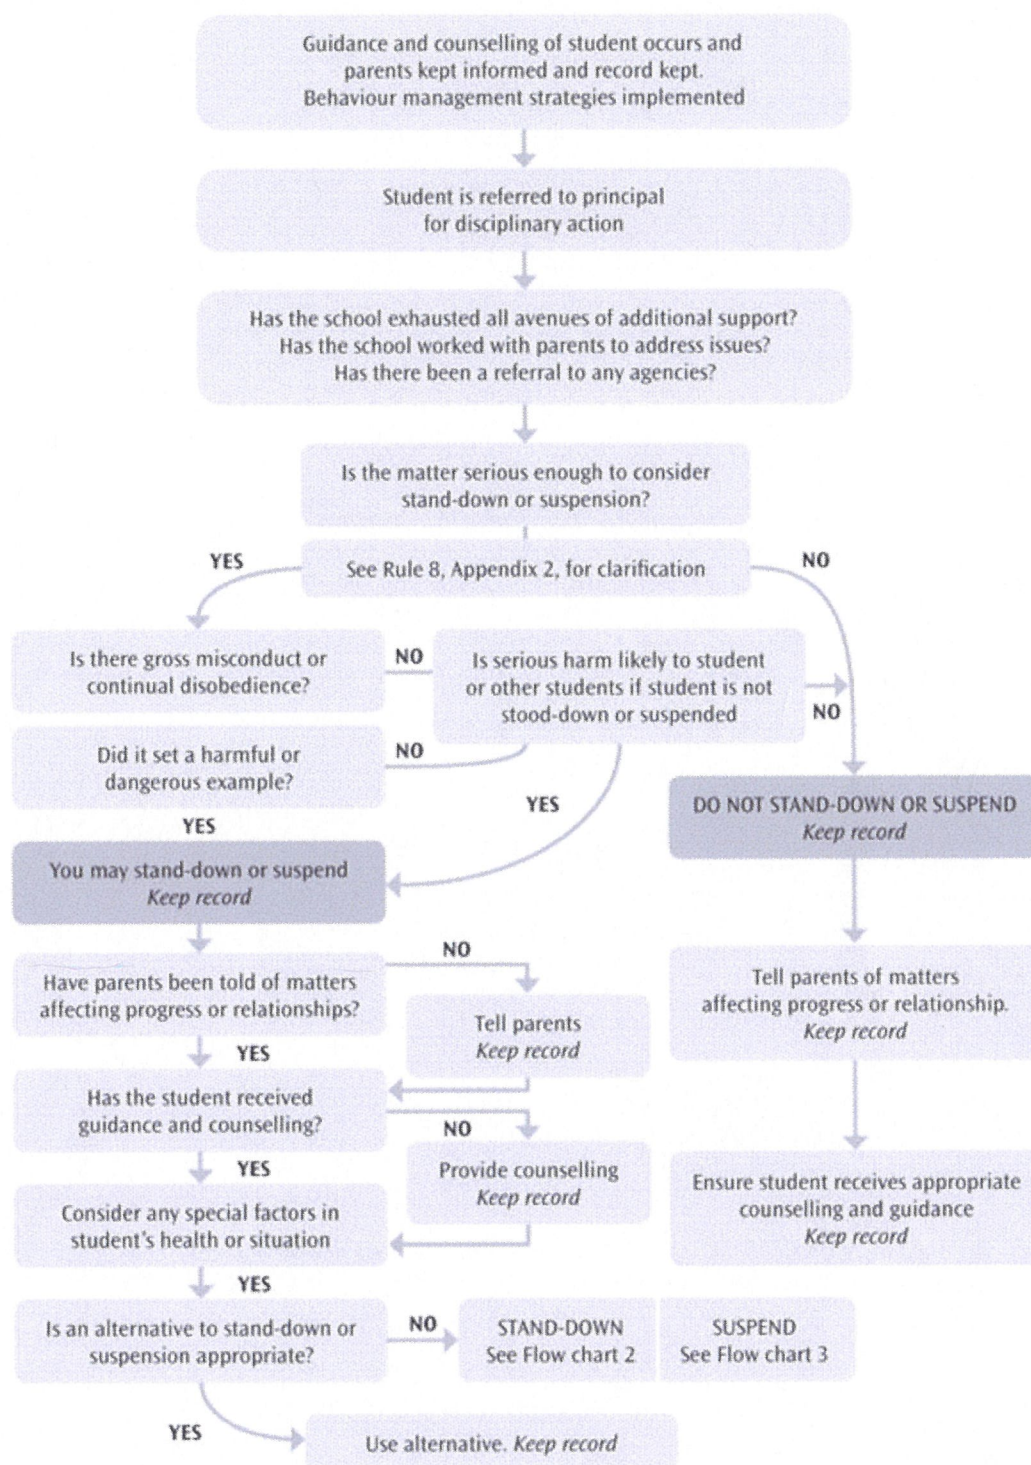 Guidance and counselling of student occurs and
parents kept informed and record kept.
Behaviour management strategies implemented
Student is referred to principal
for disciplinary action
Has the school exhausted all avenues of additional support?
Has the school worked with parents to address issues?
Has there been a referral to any agencies?
Is the matter serious enough to consider
stand-down or suspension?
YES
See Rule 8, Appendix 2, for clarification
NO
Is there gross misconduct or
continual disobedience?
NO
Is serious harm likely to student
or other students if student is not
stood-down or suspended
NO
Did it set a harmful or
dangerous example?
NO
YES
YES
DO NOT STAND-DOWN OR SUSPEND
Keep record
You may stand-down or suspend
Keep record
Have parents been told of matters
affecting progress or relationships?
NO
Tell parents
Keep record
Tell parents of matters
affecting progress or relationship.
Keep record
YES
Has the student received
guidance and counselling?
NO
Provide counselling
Keep record
Ensure student receives appropriate
counselling and guidance
Keep record
YES
Consider any special factors in
student's health or situation
YES
Is an alternative to stand-down or
suspension appropriate?
NO
STAND-DOWN
See Flow chart 2
SUSPEND
See Flow chart 3
YES
Use alternative. Keep record